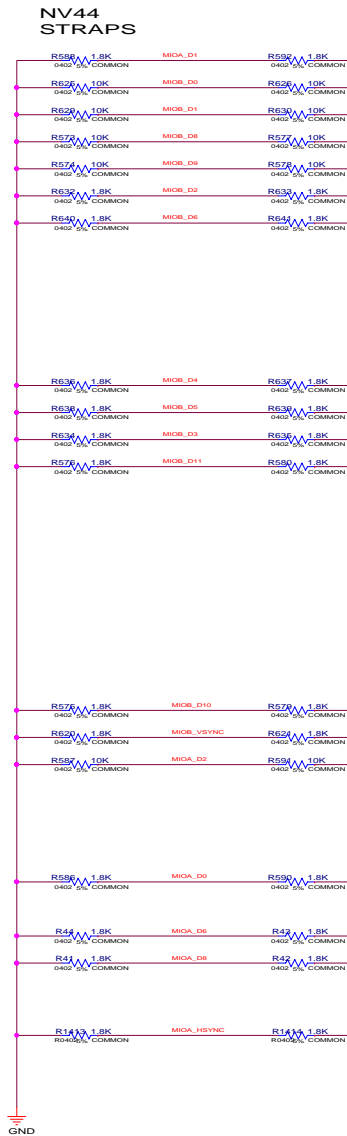 NV44
STRAPS
R588 1.8K MIOA_D1 R592 1.8K
0402 5% COMMON 0402 5% COMMON
R625 10K MIOB_D0 R626 10K
0402 5% COMMON 0402 5% COMMON
R629 10K MIOB_D1 R630 10K
0402 5% COMMON 0402 5% COMMON
R573 10K MIOB_D8 R577 10K
0402 5% COMMON 0402 5% COMMON
R574 10K MIOB_D9 R578 10K
0402 5% COMMON 0402 5% COMMON
R632 1.8K MIOB_D2 R633 1.8K
0402 5% COMMON 0402 5% COMMON
R640 1.8K MIOB_D6 R641 1.8K
0402 5% COMMON 0402 5% COMMON
R636 1.8K MIOB_D4 R637 1.8K
0402 5% COMMON 0402 5% COMMON
R638 1.8K MIOB_D5 R639 1.8K
0402 5% COMMON 0402 5% COMMON
R634 1.8K MIOB_D3 R635 1.8K
0402 5% COMMON 0402 5% COMMON
R576 1.8K MIOB_D11 R580 1.8K
0402 5% COMMON 0402 5% COMMON
R575 1.8K MIOB_D10 R579 1.8K
0402 5% COMMON 0402 5% COMMON
R620 1.8K MIOB_VSYNC R621 1.8K
0402 5% COMMON 0402 5% COMMON
R587 10K MIOA_D2 R591 10K
0402 5% COMMON 0402 5% COMMON
R586 1.8K MIOA_D0 R590 1.8K
0402 5% COMMON 0402 5% COMMON
R44 1.8K MIOA_D6 R43 1.8K
0402 5% COMMON 0402 5% COMMON
R41 1.8K MIOA_D8 R42 1.8K
0402 5% COMMON 0402 5% COMMON
R1413 1.8K MIOA_HSYNC R1414 1.8K
R0402 5% COMMON R0402 5% COMMON
GND